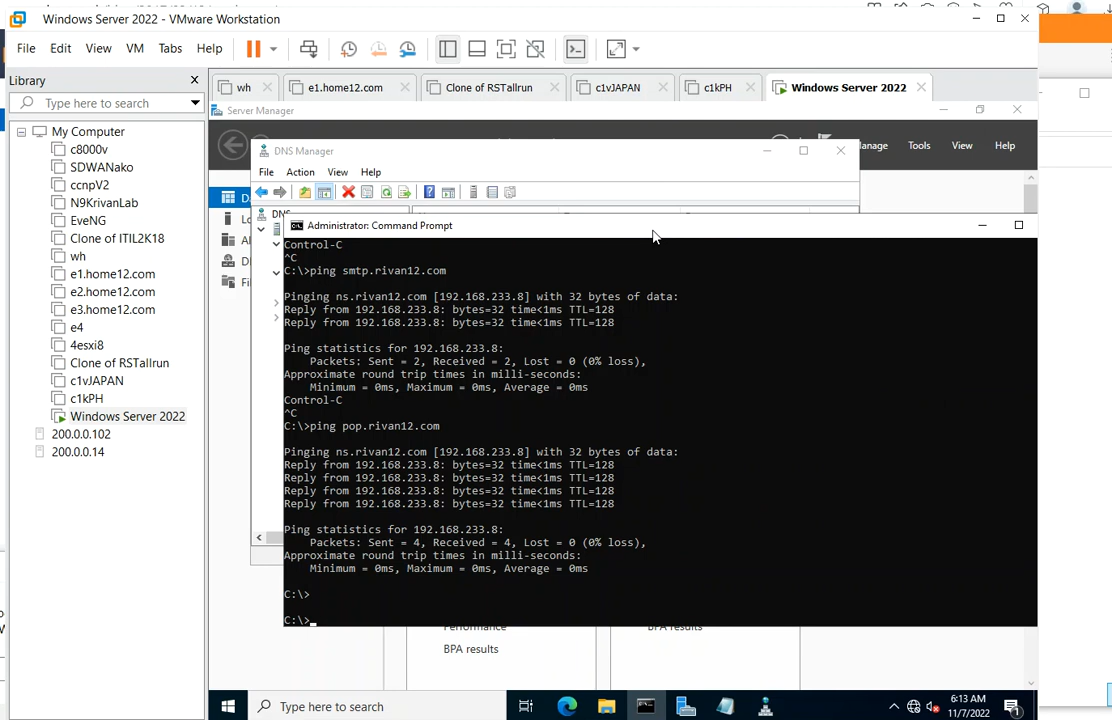 Windows Server 2022 - VMware Workstation
File Edit View VM Tabs Help
Library
Type here to search
My Computer
c8000v
SDWANako
ccnpV2
N9KrivanLab
EveNG
Clone of ITIL2K18
wh
e1.home12.com
e2.home12.com
e3.home12.com
e4
4esxi8
Clone of RSTallrun
c1vJAPAN
c1kPH
Windows Server 2022
200.0.0.102
200.0.0.14
wh e1.home12.com Clone of RSTallrun c1vJAPAN c1kPH Windows Server 2022
Server Manager
Tools View Help
DNS Manager
File Action View Help
DNS
Administrator: Command Prompt
Control-C
^C
C:\>ping smtp.rivan12.com
Pinging ns.rivan12.com [192.168.233.8] with 32 bytes of data:
Reply from 192.168.233.8: bytes=32 time<1ms TTL=128
Reply from 192.168.233.8: bytes=32 time<1ms TTL=128
Ping statistics for 192.168.233.8:
Packets: Sent = 2, Received = 2, Lost = 0 (0% loss),
Approximate round trip times in milli-seconds:
Minimum = 0ms, Maximum = 0ms, Average = 0ms
Control-C
^C
C:\>ping pop.rivan12.com
Pinging ns.rivan12.com [192.168.233.8] with 32 bytes of data:
Reply from 192.168.233.8: bytes=32 time<1ms TTL=128
Reply from 192.168.233.8: bytes=32 time<1ms TTL=128
Reply from 192.168.233.8: bytes=32 time<1ms TTL=128
Reply from 192.168.233.8: bytes=32 time<1ms TTL=128
Ping statistics for 192.168.233.8:
Packets: Sent = 4, Received = 4, Lost = 0 (0% loss),
Approximate round trip times in milli-seconds:
Minimum = 0ms, Maximum = 0ms, Average = 0ms
C:\>
C:\>
Performance
BPA results
BPA results
Type here to search
6:13 AM
11/7/2022
1